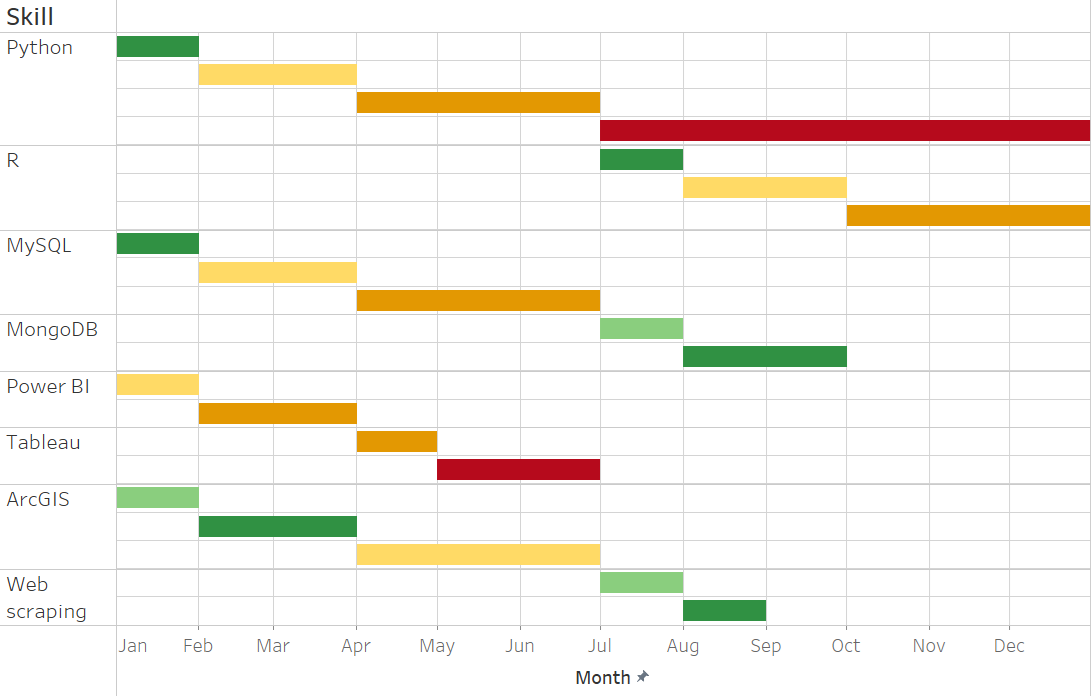 Skill
Python
R
MySQL
MongoDB
Power BI
Tableau
ArcGIS
Web
scraping
Jan Feb Mar Apr May Jun Jul Aug Sep Oct Nov Dec
Month